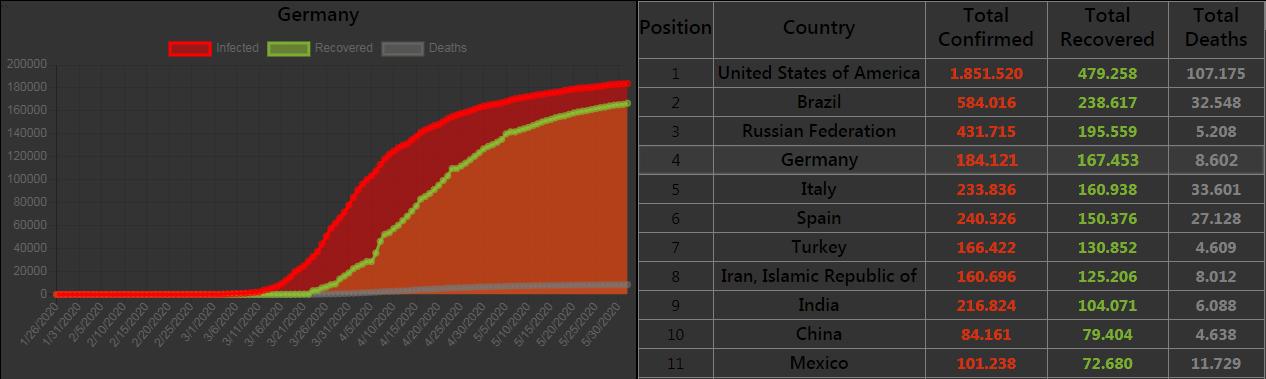 Germany
Infected Recovered Deaths
200000
180000
160000
140000
120000
100000
80000
60000
40000
20000
0
1/26/2020 1/31/2020 2/5/2020 2/10/2020 2/15/2020 2/20/2020 2/25/2020 3/1/2020 3/6/2020 3/11/2020 3/16/2020 3/21/2020 3/26/2020 3/31/2020 4/5/2020 4/10/2020 4/15/2020 4/20/2020 4/25/2020 4/30/2020 5/5/2020 5/10/2020 5/15/2020 5/20/2020 5/25/2020 5/30/2020
Position Country Total Confirmed Total Recovered Total Deaths
1 United States of America 1.851.520 479.258 107.175
2 Brazil 584.016 238.617 32.548
3 Russian Federation 431.715 195.559 5.208
4 Germany 184.121 167.453 8.602
5 Italy 233.836 160.938 33.601
6 Spain 240.326 150.376 27.128
7 Turkey 166.422 130.852 4.609
8 Iran, Islamic Republic of 160.696 125.206 8.012
9 India 216.824 104.071 6.088
10 China 84.161 79.404 4.638
11 Mexico 101.238 72.680 11.729